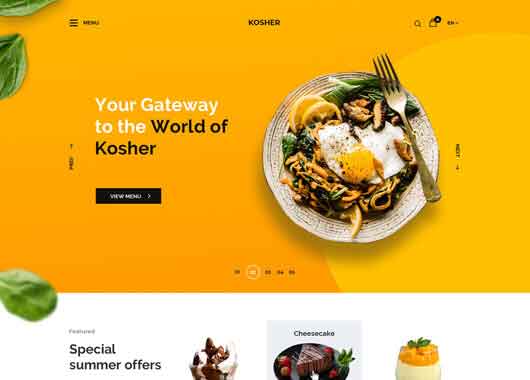 MENU
KOSHER
0
EN
Your Gateway
to the World of
Kosher
PREV
NEXT
VIEW MENU
01 02 03 04 05
Featured
Special
summer offers
Cheesecake